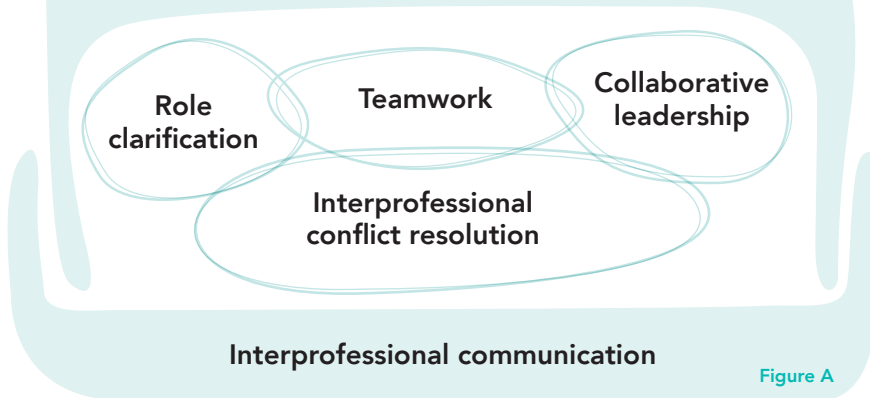 Role
clarification
Teamwork
Collaborative
leadership
Interprofessional
conflict resolution
Interprofessional communication
Figure A